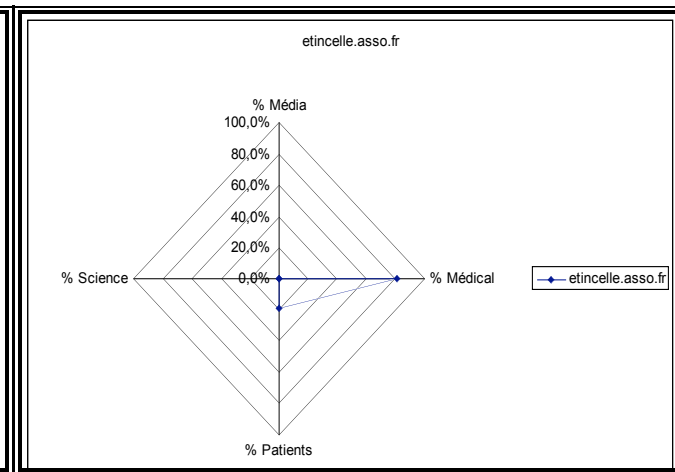 etincelle.asso.fr
% Média
100,0%
80,0%
60,0%
40,0%
20,0%
% Science
0,0%
% Médical
etincelle.asso.fr
% Patients